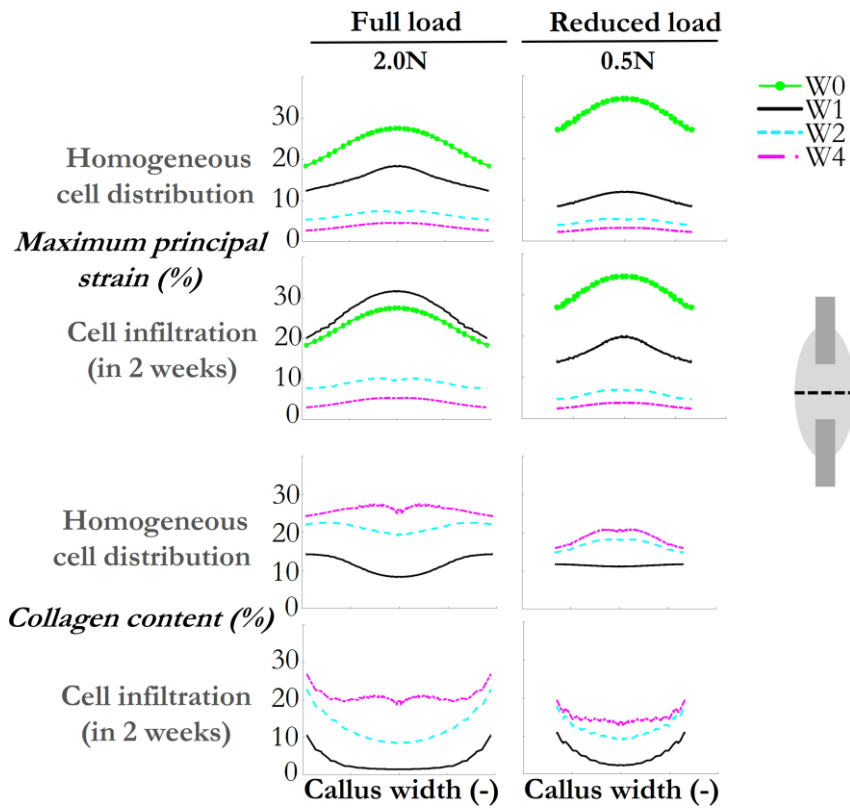 Full load
Reduced load
2.0N
0.5N
W0
W1
W2
W4
30
20
10
0
Homogeneous
cell distribution
Maximum principal
strain (%)
30
20
10
0
Cell infiltration
(in 2 weeks)
30
20
10
0
Homogeneous
cell distribution
Collagen content (%)
30
20
10
0
Cell infiltration
(in 2 weeks)
Callus width (-)
Callus width (-)